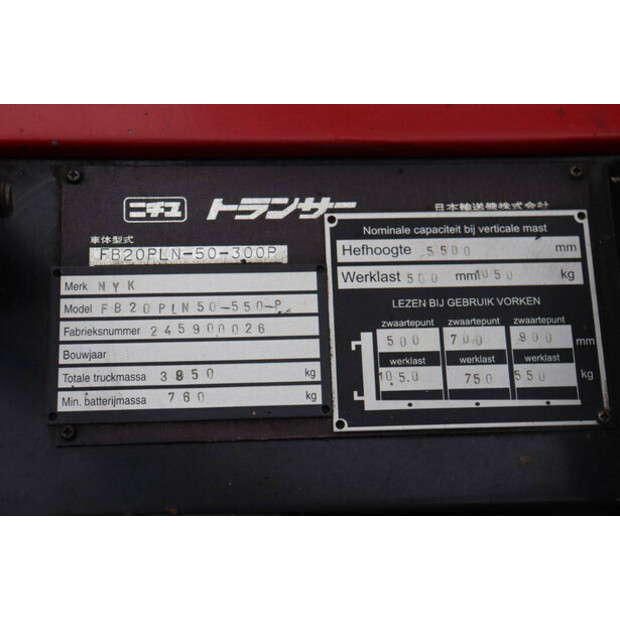 ニチユ トランサー 日本輸送機株式会社
車体型式
FB20PLN-50-300P
Merk NYK
Model FB20PLN50-550-P
Fabrieksnummer 245900026
Bouwjaar
Totale truckmassa 3850 kg
Min. batterijmassa 760 kg
Nominale capaciteit bij verticale mast
Hefhoogte 5500 mm
Werklast 500 mm 1050 kg
LEZEN BIJ GEBRUIK VORKEN
zwaartepunt zwaartepunt zwaartepunt
500 700 900 mm
werklast werklast werklast
105.0 750 550 kg